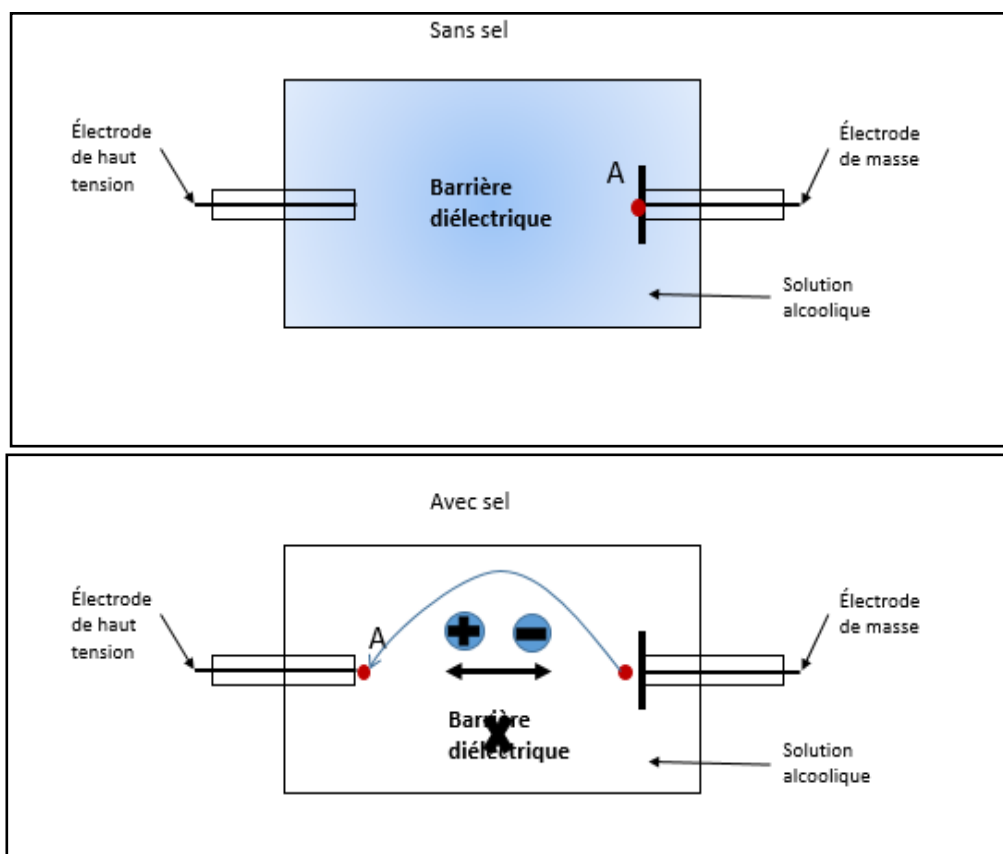 Sans sel
Électrode
de haut
tension
Électrode
de masse
A
Barrière
diélectrique
Solution
alcoolique
Avec sel
Électrode
de haut
tension
Électrode
de masse
A
Barrière
diélectrique
Solution
alcoolique